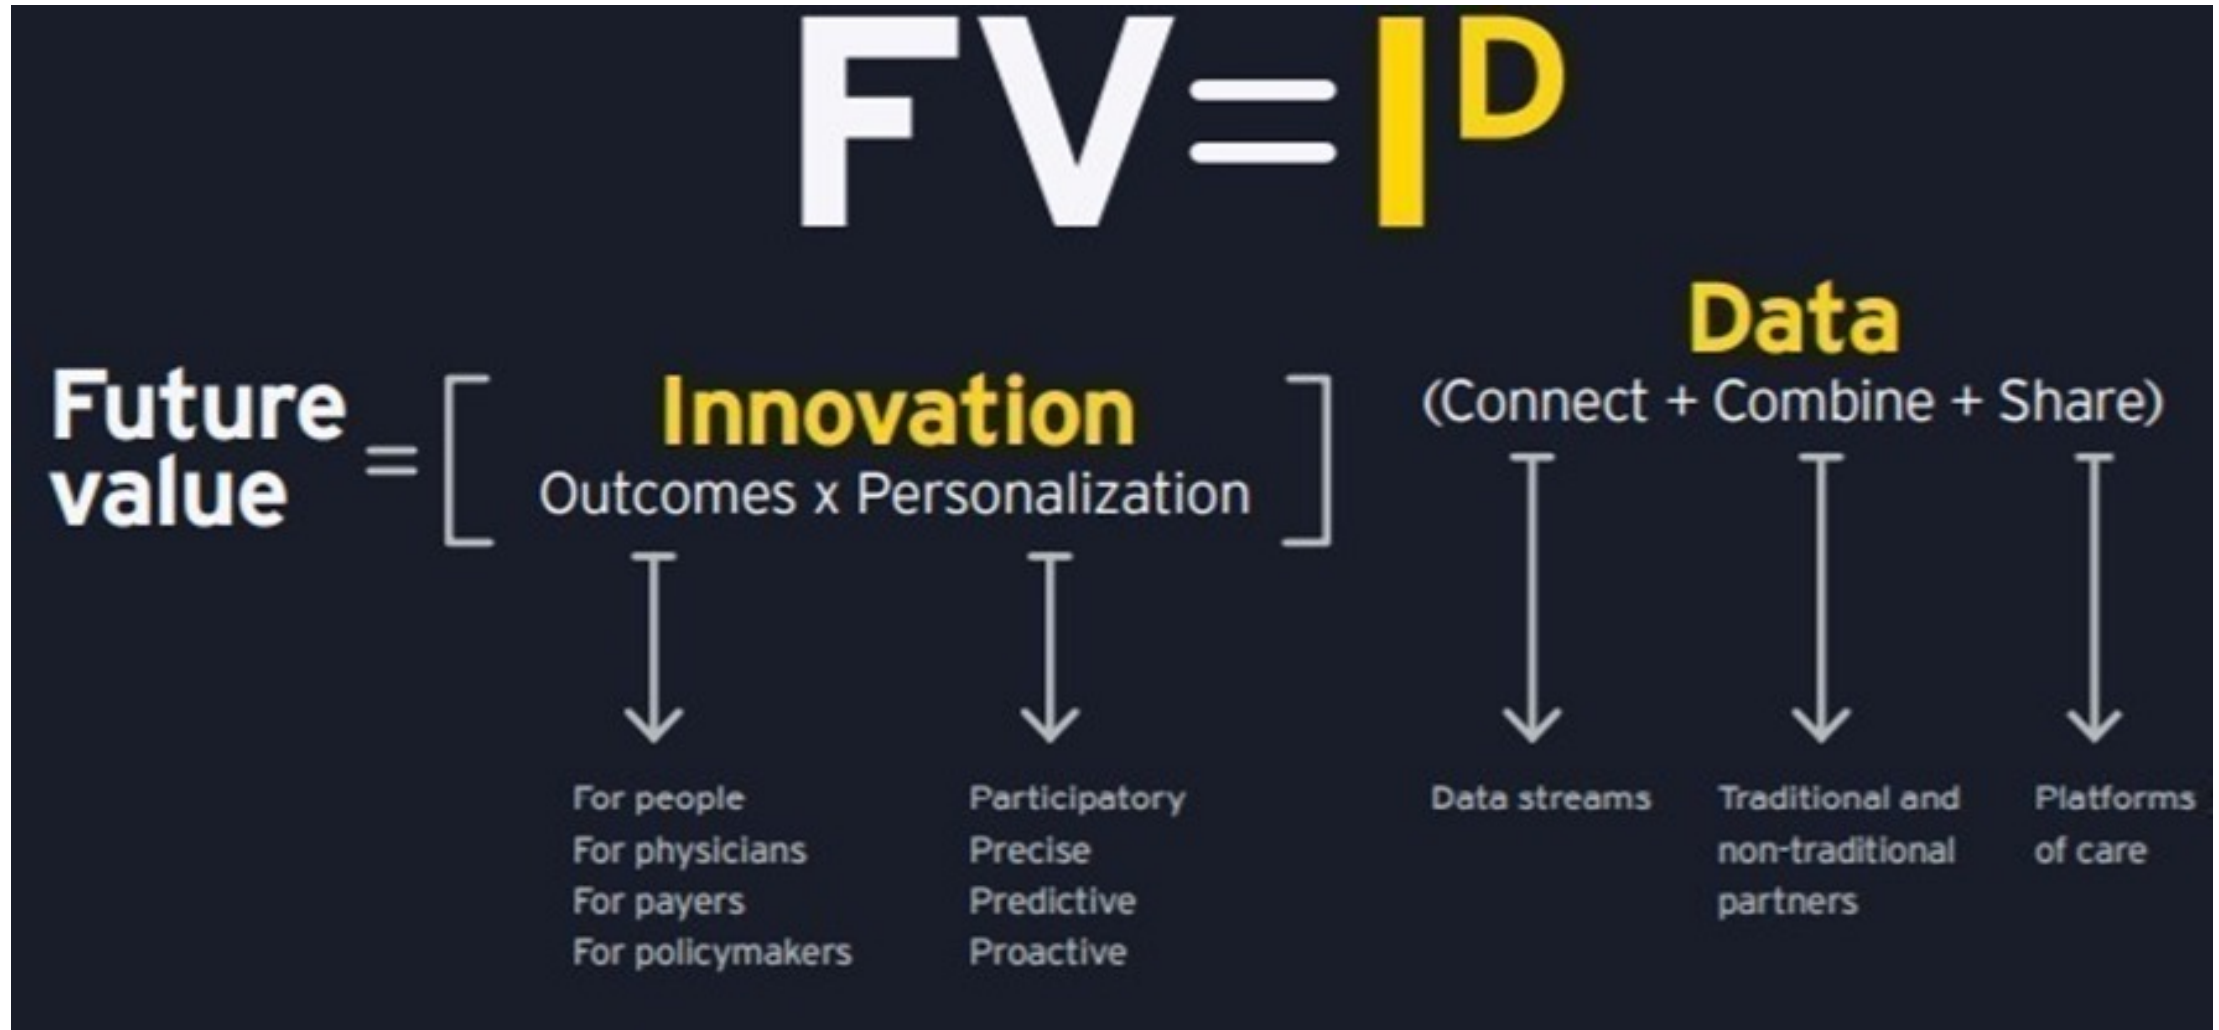 FV=Iᴰ
Data
(Connect + Combine + Share)
Future
value
=
[
Innovation
Outcomes x Personalization
]
For people
For physicians
For payers
For policymakers
Participatory
Precise
Predictive
Proactive
Data streams
Traditional and
non-traditional
partners
Platforms
of care